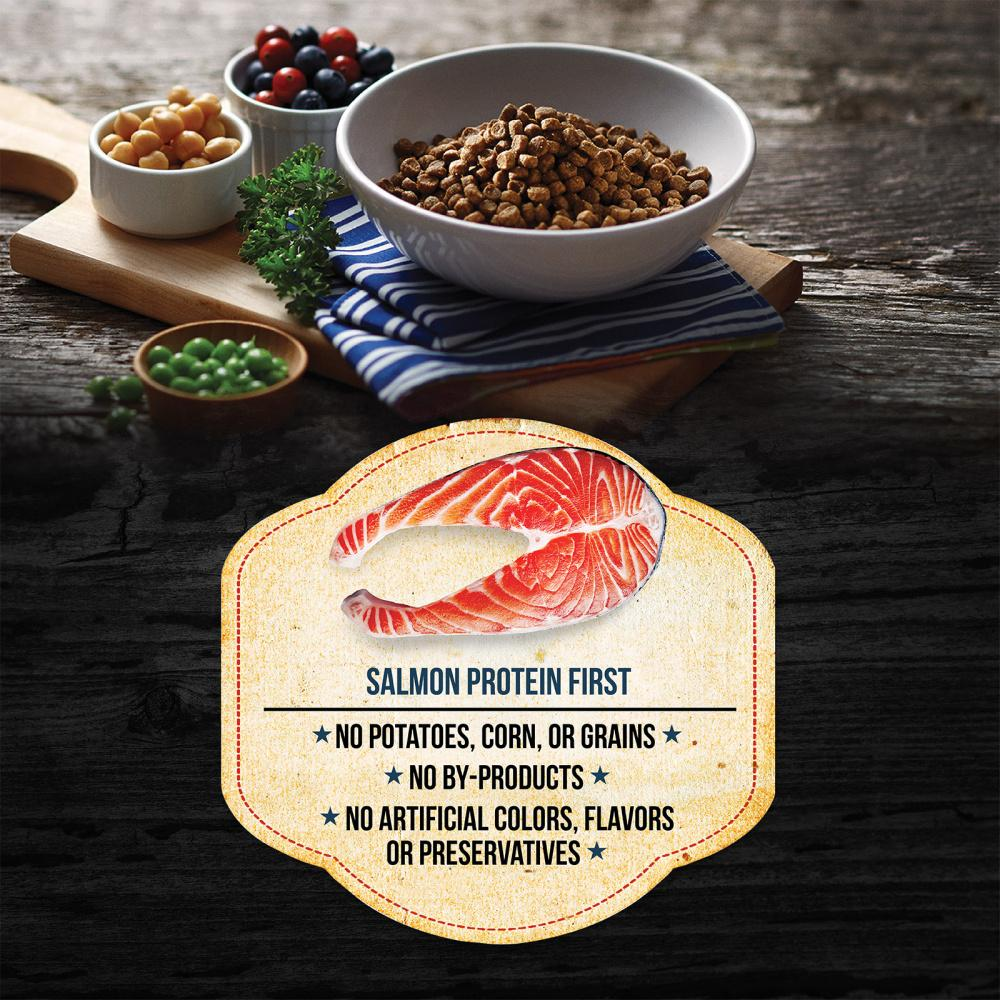 SALMON PROTEIN FIRST
★ NO POTATOES, CORN, OR GRAINS ★
★ NO BY-PRODUCTS ★
★ NO ARTIFICIAL COLORS, FLAVORS
OR PRESERVATIVES ★